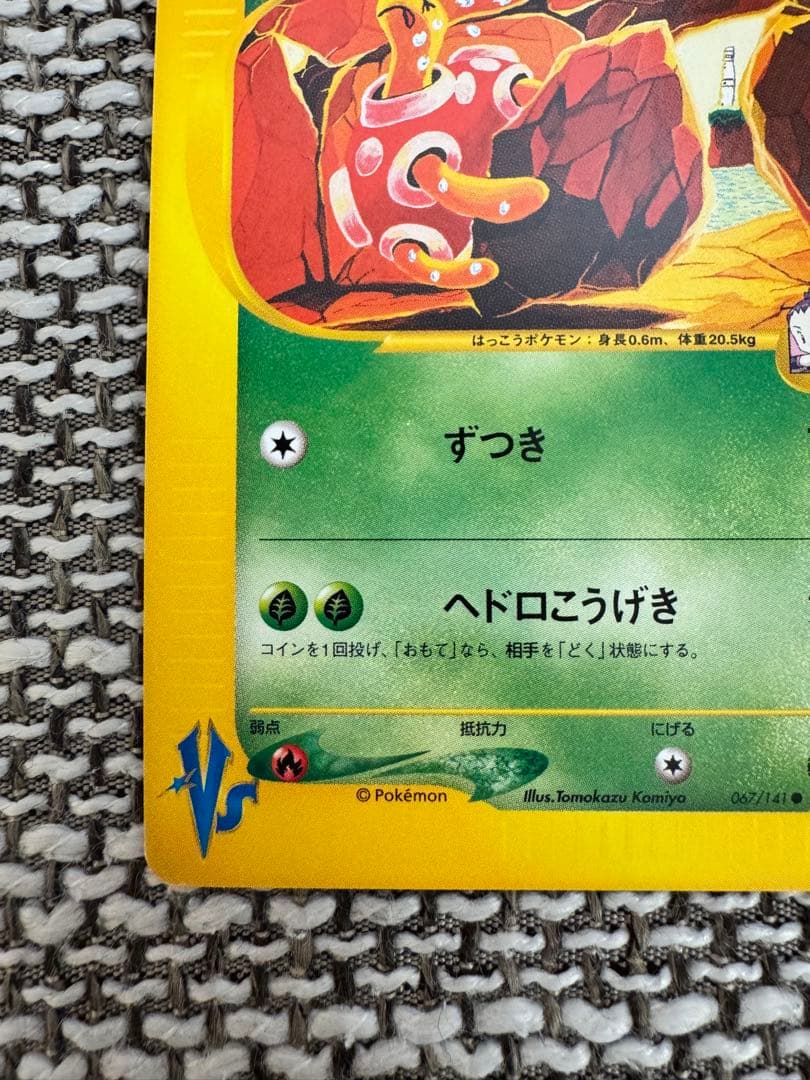 はっこうポケモン：身長0.6m、体重20.5kg
ずつき
ヘドロこうげき
コインを1回投げ、「おもて」なら、相手を「どく」状態にする。
弱点 抵抗力 にげる
VS
© Pokémon Illus.Tomokazu Komiya 067/141●